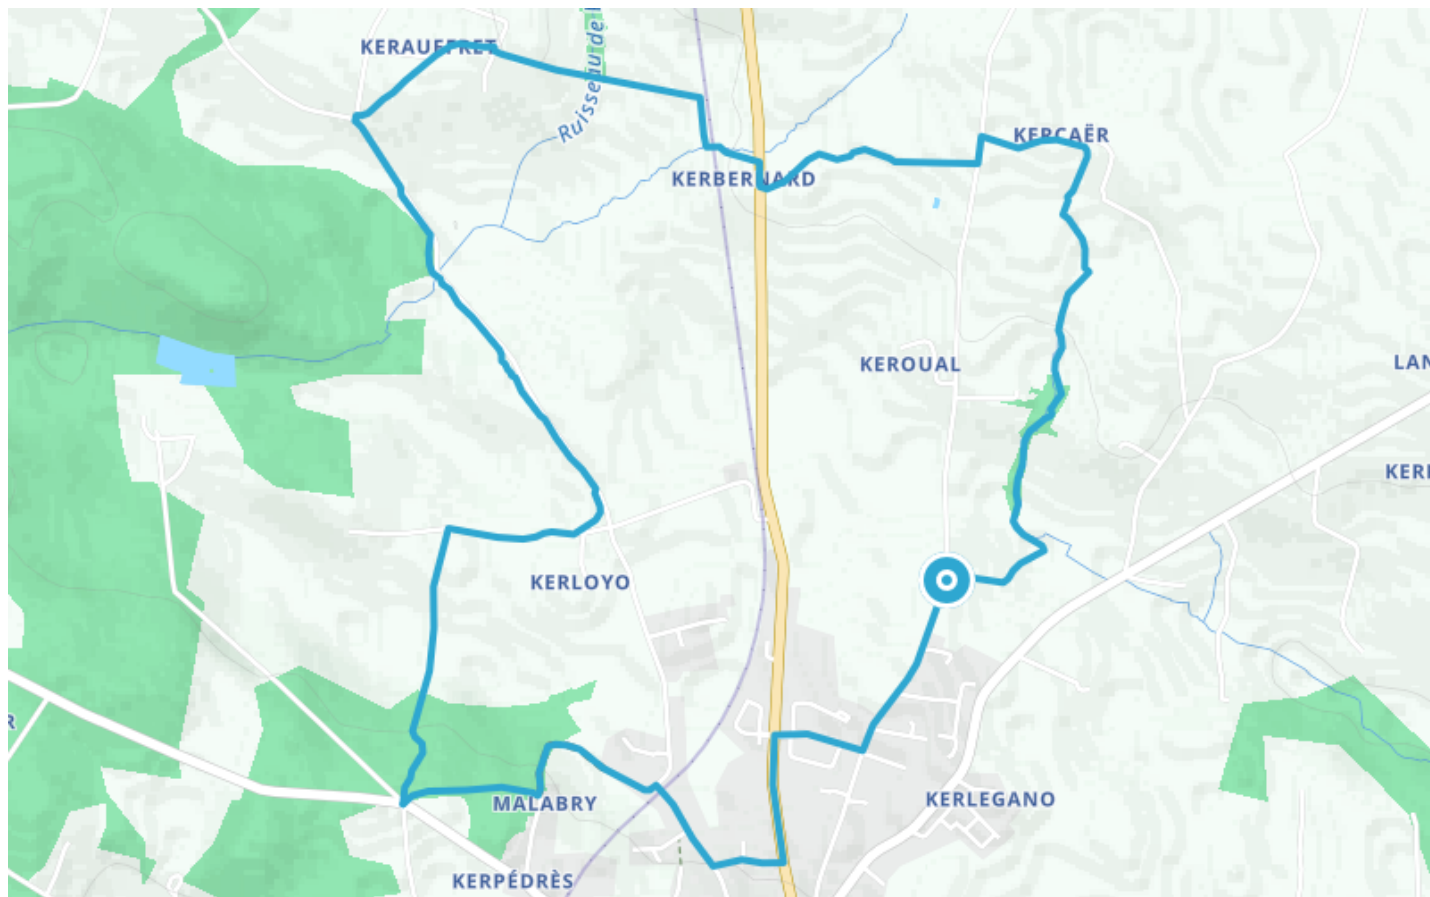 KERAUFFRET
Ruisseau de
KERCAËR
KERBERNARD
KEROUAL
LAN
KERI
KERLOYO
R
MALABRY
KERLEGANO
KERPÉDRÈS